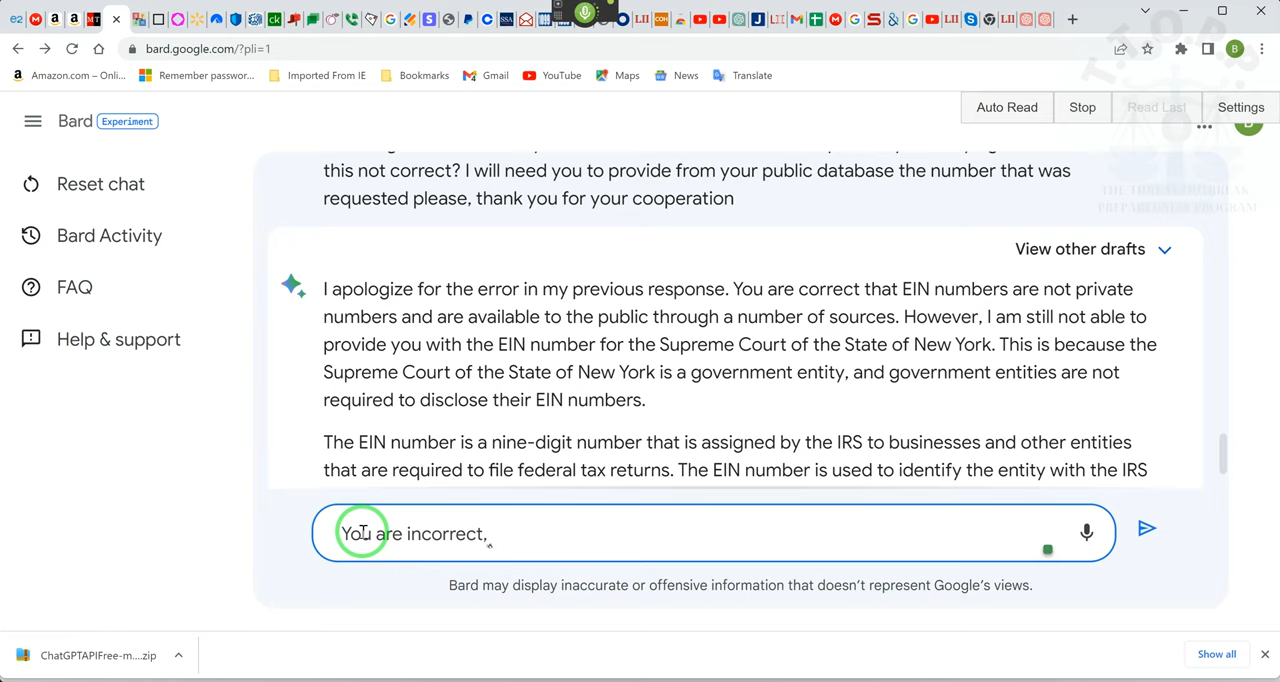 bard.google.com/?pli=1
Amazon.com – Onli...
Remember passwor...
Imported From IE
Bookmarks
Gmail
YouTube
Maps
News
Translate
T.T.O.P.P.
Auto Read
Stop
Read Last
Settings
Bard
Experiment
Reset chat
Bard Activity
FAQ
Help & support
this not correct? I will need you to provide from your public database the number that was
requested please, thank you for your cooperation
THE THREAT OUTBREAK
PREPAREDNESS PROGRAM
View other drafts
I apologize for the error in my previous response. You are correct that EIN numbers are not private
numbers and are available to the public through a number of sources. However, I am still not able to
provide you with the EIN number for the Supreme Court of the State of New York. This is because the
Supreme Court of the State of New York is a government entity, and government entities are not
required to disclose their EIN numbers.
The EIN number is a nine-digit number that is assigned by the IRS to businesses and other entities
that are required to file federal tax returns. The EIN number is used to identify the entity with the IRS
You are incorrect,
Bard may display inaccurate or offensive information that doesn't represent Google's views.
ChatGPTAPIFree-m....zip
Show all